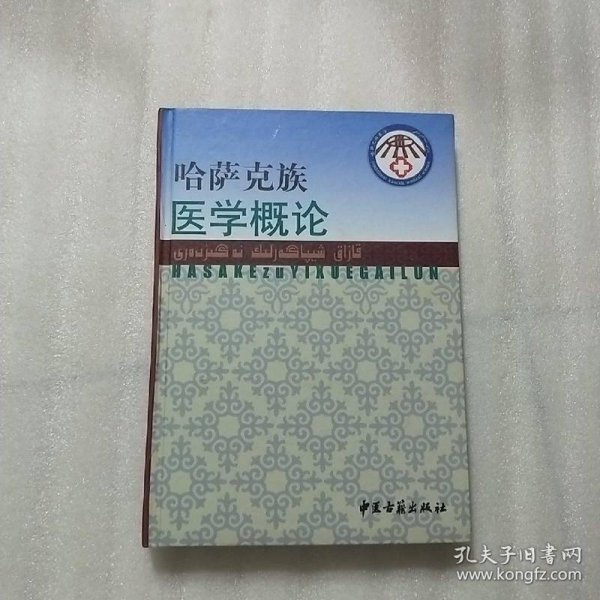 哈萨克族
医学概论
قازاق شيپاگەرلىك نەگىزدەرى
HASAKEzuYIXUEGAILUN
中医古籍出版社
孔夫子旧书网
www.kongfz.com